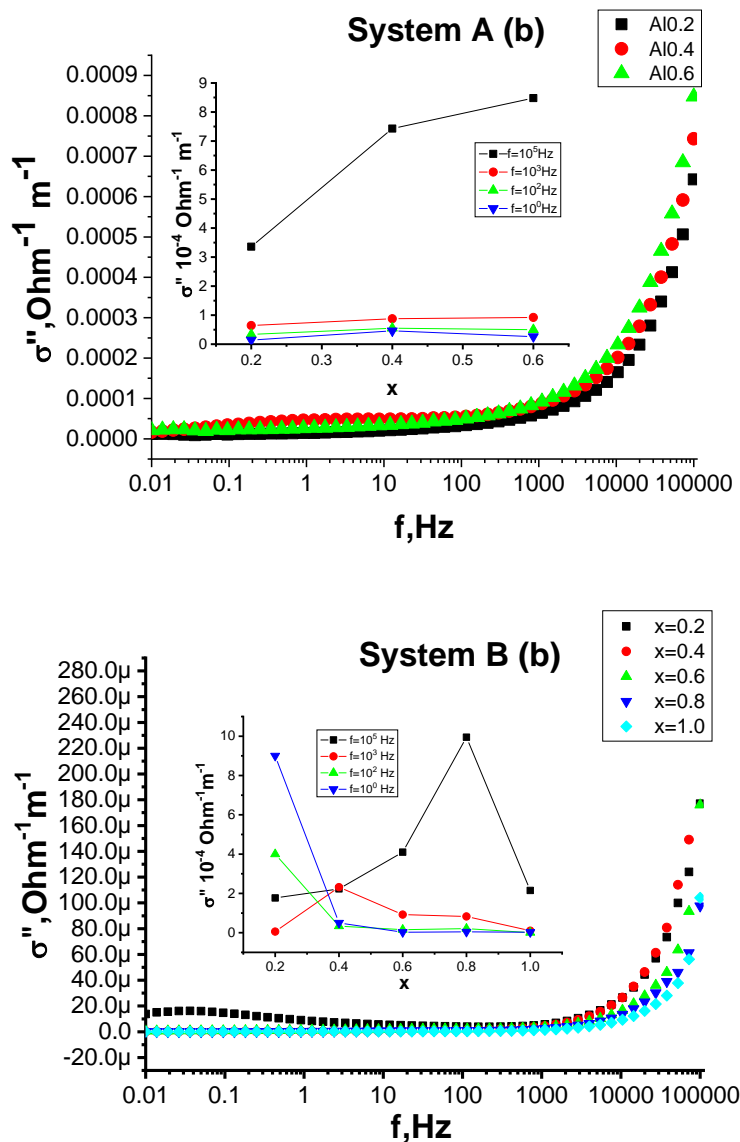 System A (b)
Al0.2
Al0.4
Al0.6
0.0009
0.0008
0.0007
0.0006
0.0005
0.0004
0.0003
0.0002
0.0001
0.0000
σ'',Ohm⁻¹ m⁻¹
0.01 0.1 1 10 100 1000 10000 100000
f,Hz
9
8
7
6
5
4
3
2
1
0
σ'' 10⁻⁴ Ohm⁻¹ m⁻¹
f=10⁵Hz
f=10³Hz
f=10²Hz
f=10⁰Hz
0.2 0.3 0.4 0.5 0.6
x
System B (b)
x=0.2
x=0.4
x=0.6
x=0.8
x=1.0
280.0µ
260.0µ
240.0µ
220.0µ
200.0µ
180.0µ
160.0µ
140.0µ
120.0µ
100.0µ
80.0µ
60.0µ
40.0µ
20.0µ
0.0
-20.0µ
σ'',Ohm⁻¹m⁻¹
0.01 0.1 1 10 100 1000 10000 100000
f,Hz
10
8
6
4
2
0
σ'' 10⁻⁴ Ohm⁻¹m⁻¹
f=10⁵ Hz
f=10³ Hz
f=10² Hz
f=10⁰ Hz
0.2 0.4 0.6 0.8 1.0
x